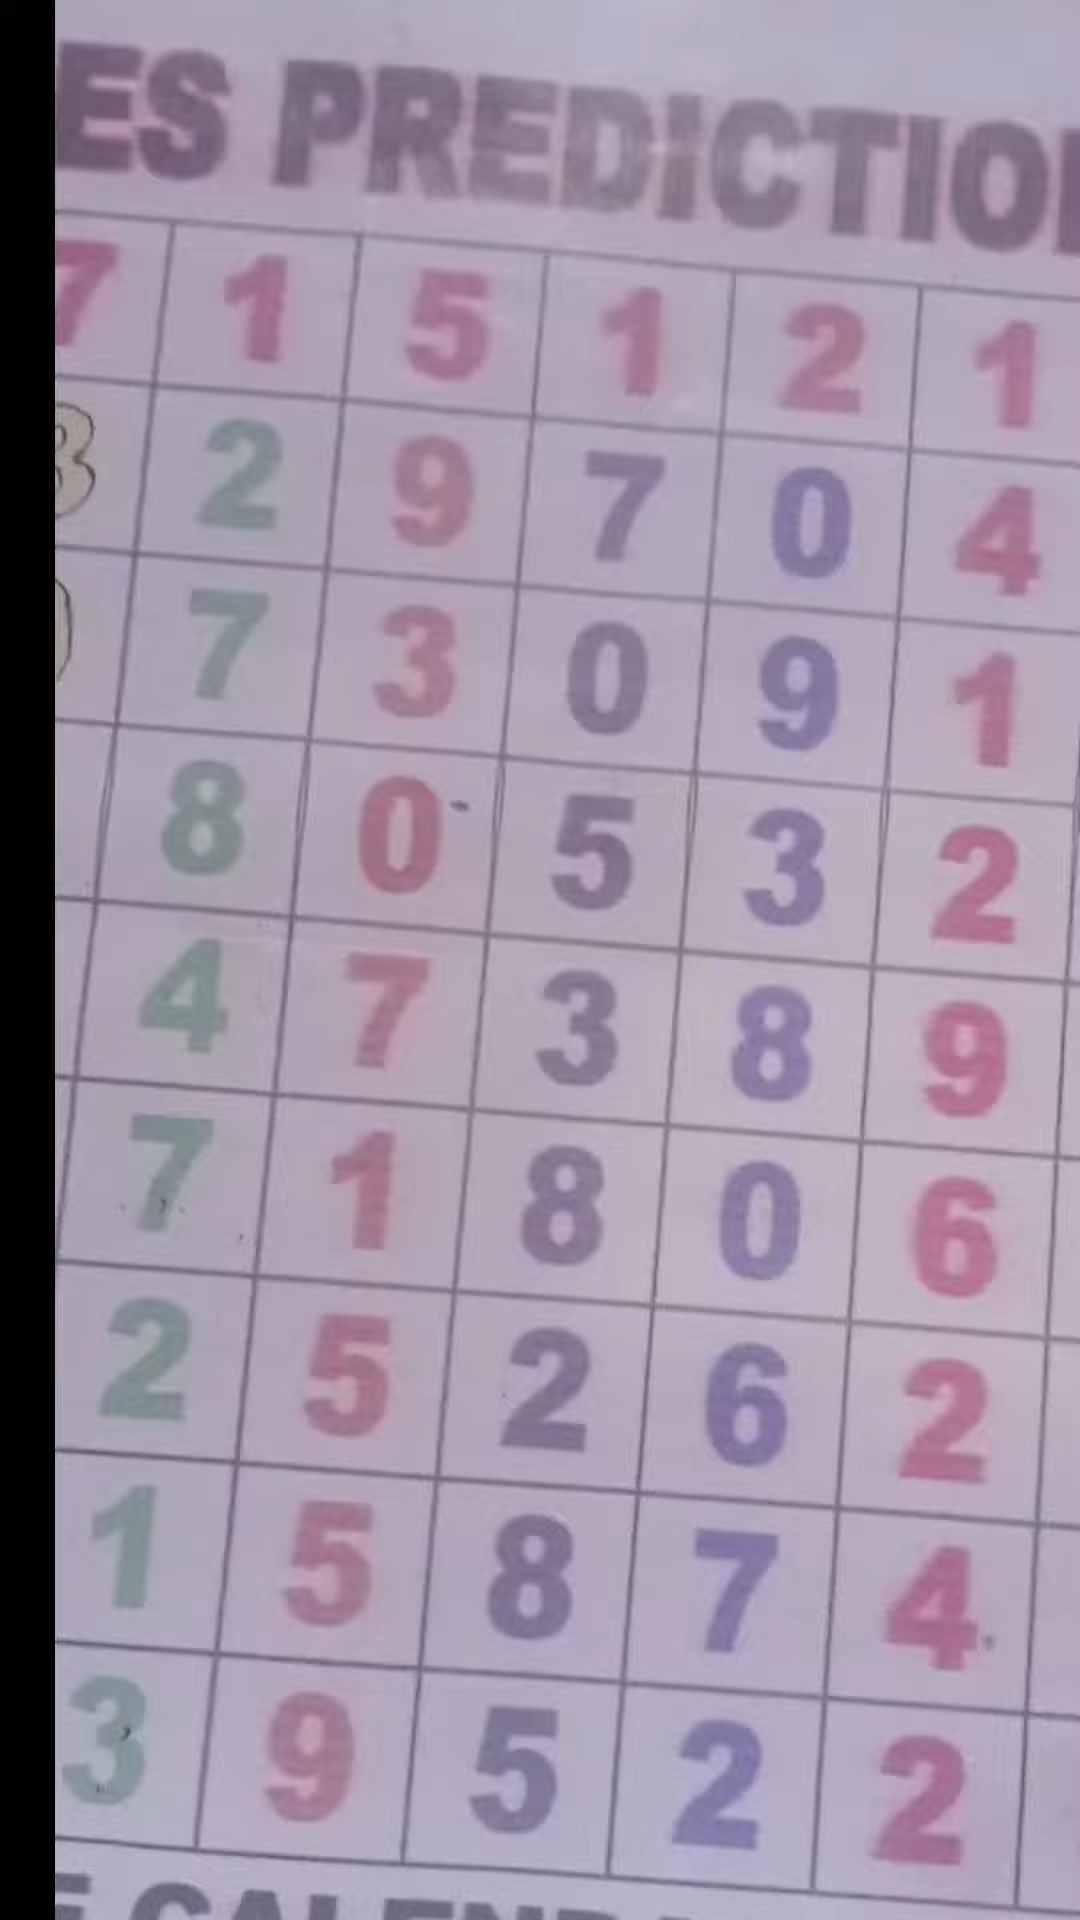 ES PREDICTIO
7 1 5 1 2 1
8 2 9 7 0 4
7 3 0 9 1
8 0 5 3 2
4 7 3 8 9
7 1 8 0 6
2 5 2 6 2
1 5 8 7 4
3 9 5 2 2